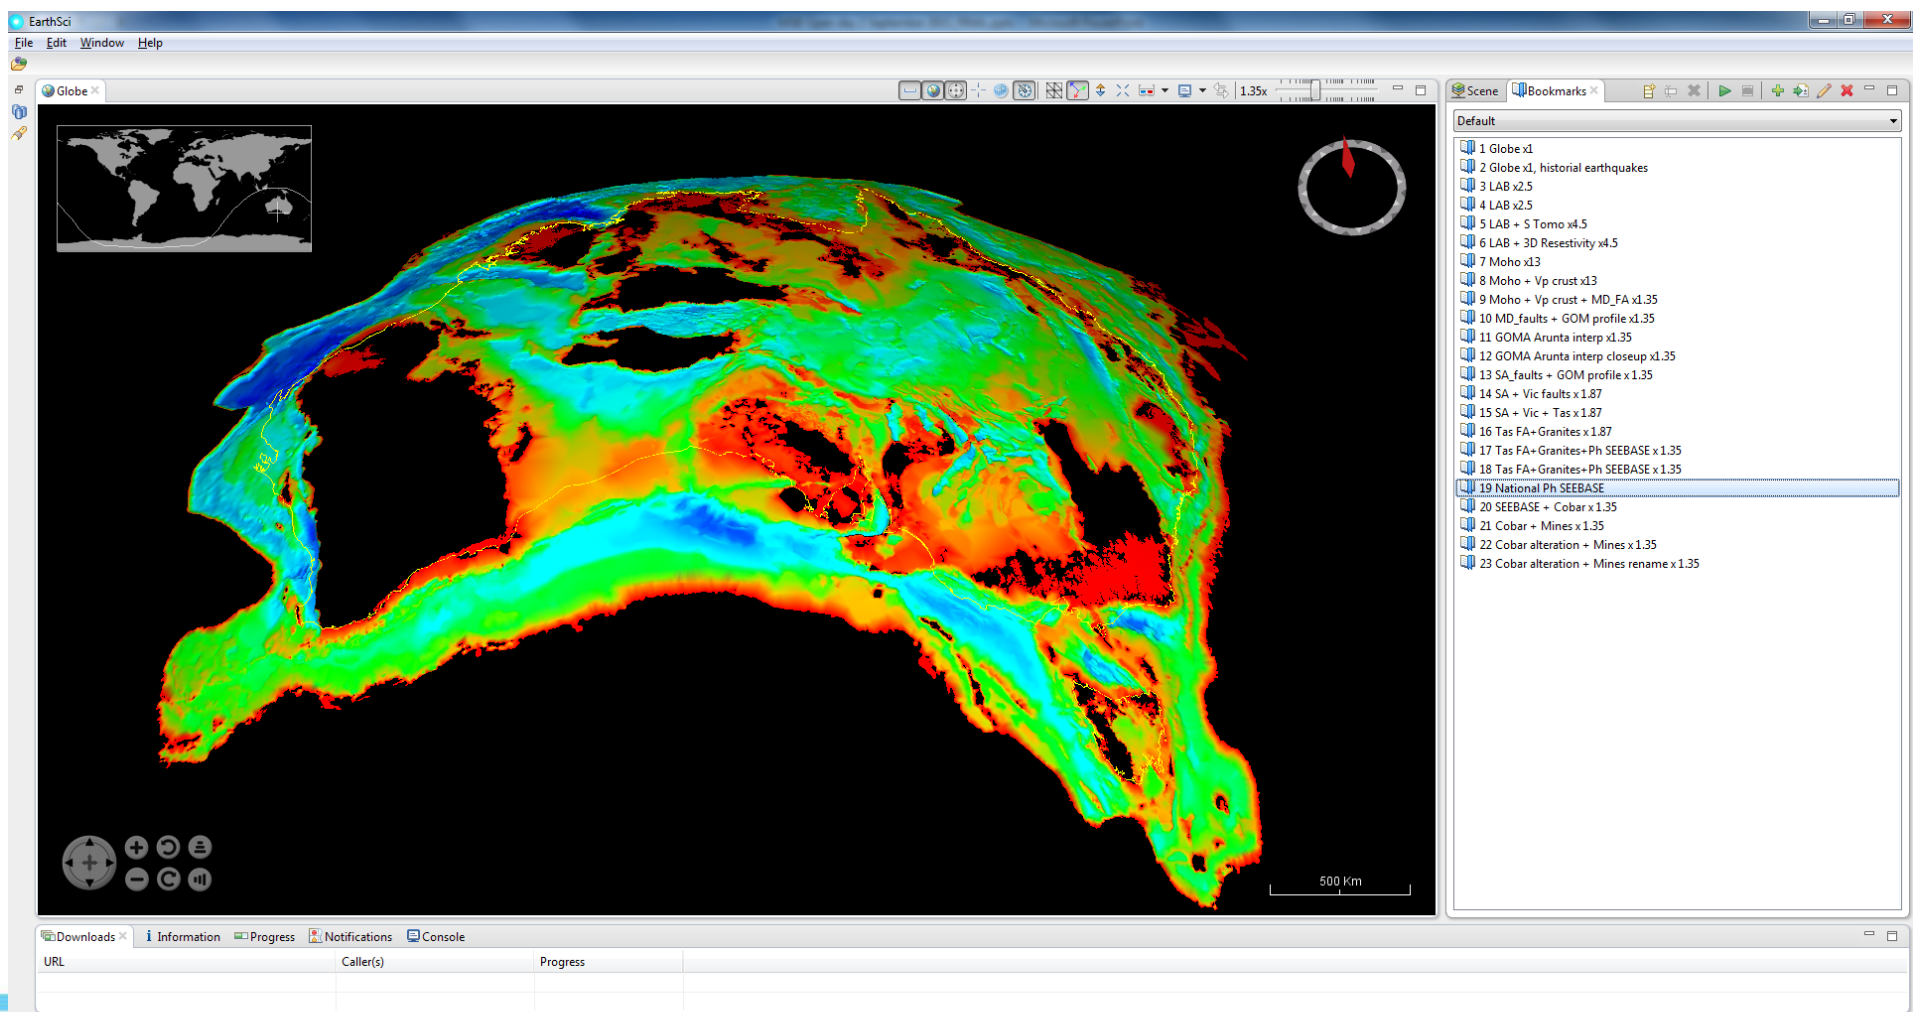 EarthSci
File Edit Window Help
Globe
1.35x
500 Km
Scene Bookmarks
Default
1 Globe x1
2 Globe x1, historial earthquakes
3 LAB x2.5
4 LAB x2.5
5 LAB + S Tomo x4.5
6 LAB + 3D Resestivity x4.5
7 Moho x13
8 Moho + Vp crust x13
9 Moho + Vp crust + MD_FA x1.35
10 MD_faults + GOM profile x1.35
11 GOMA Arunta interp x1.35
12 GOMA Arunta interp closeup x1.35
13 SA_faults + GOM profile x 1.35
14 SA + Vic faults x 1.87
15 SA + Vic + Tas x 1.87
16 Tas FA+Granites x 1.87
17 Tas FA+Granites+Ph SEEBASE x 1.35
18 Tas FA+Granites+Ph SEEBASE x 1.35
19 National Ph SEEBASE
20 SEEBASE + Cobar x 1.35
21 Cobar + Mines x 1.35
22 Cobar alteration + Mines x 1.35
23 Cobar alteration + Mines rename x 1.35
Downloads Information Progress Notifications Console
URL Caller(s) Progress